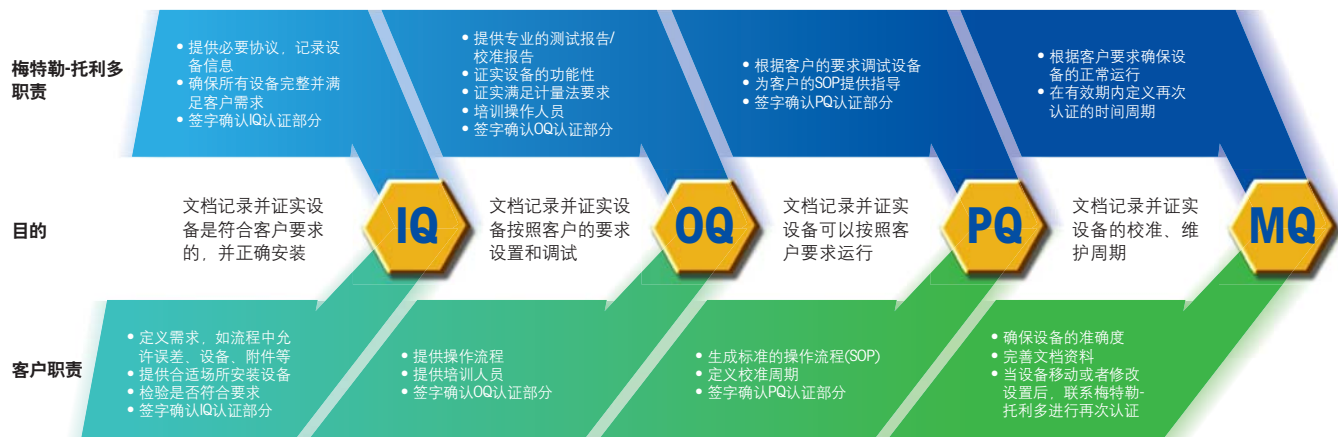 梅特勒-托利多
职责
• 提供必要协议，记录设
备信息
• 确保所有设备完整并满
足客户需求
• 签字确认IQ认证部分
• 提供专业的测试报告/
校准报告
• 证实设备的功能性
• 证实满足计量法要求
• 培训操作人员
• 签字确认OQ认证部分
• 根据客户的要求调试设备
• 为客户的SOP提供指导
• 签字确认PQ认证部分
• 根据客户要求确保设
备的正常运行
• 在有效期内定义再次
认证的时间周期
目的
文档记录并证实设
备是符合客户要求
的，并正确安装
IQ
文档记录并证实设
备按照客户的要求
设置和调试
OQ
文档记录并证实
设备可以按照客
户要求运行
PQ
文档记录并证实
设备的校准、维
护周期
MQ
客户职责
• 定义需求，如流程中允
许误差、设备、附件等
• 提供合适场所安装设备
• 检验是否符合要求
• 签字确认IQ认证部分
• 提供操作流程
• 提供培训人员
• 签字确认OQ认证部分
• 生成标准的操作流程(SOP)
• 定义校准周期
• 签字确认PQ认证部分
• 确保设备的准确度
• 完善文档资料
• 当设备移动或者修改
设置后，联系梅特勒-
托利多进行再次认证